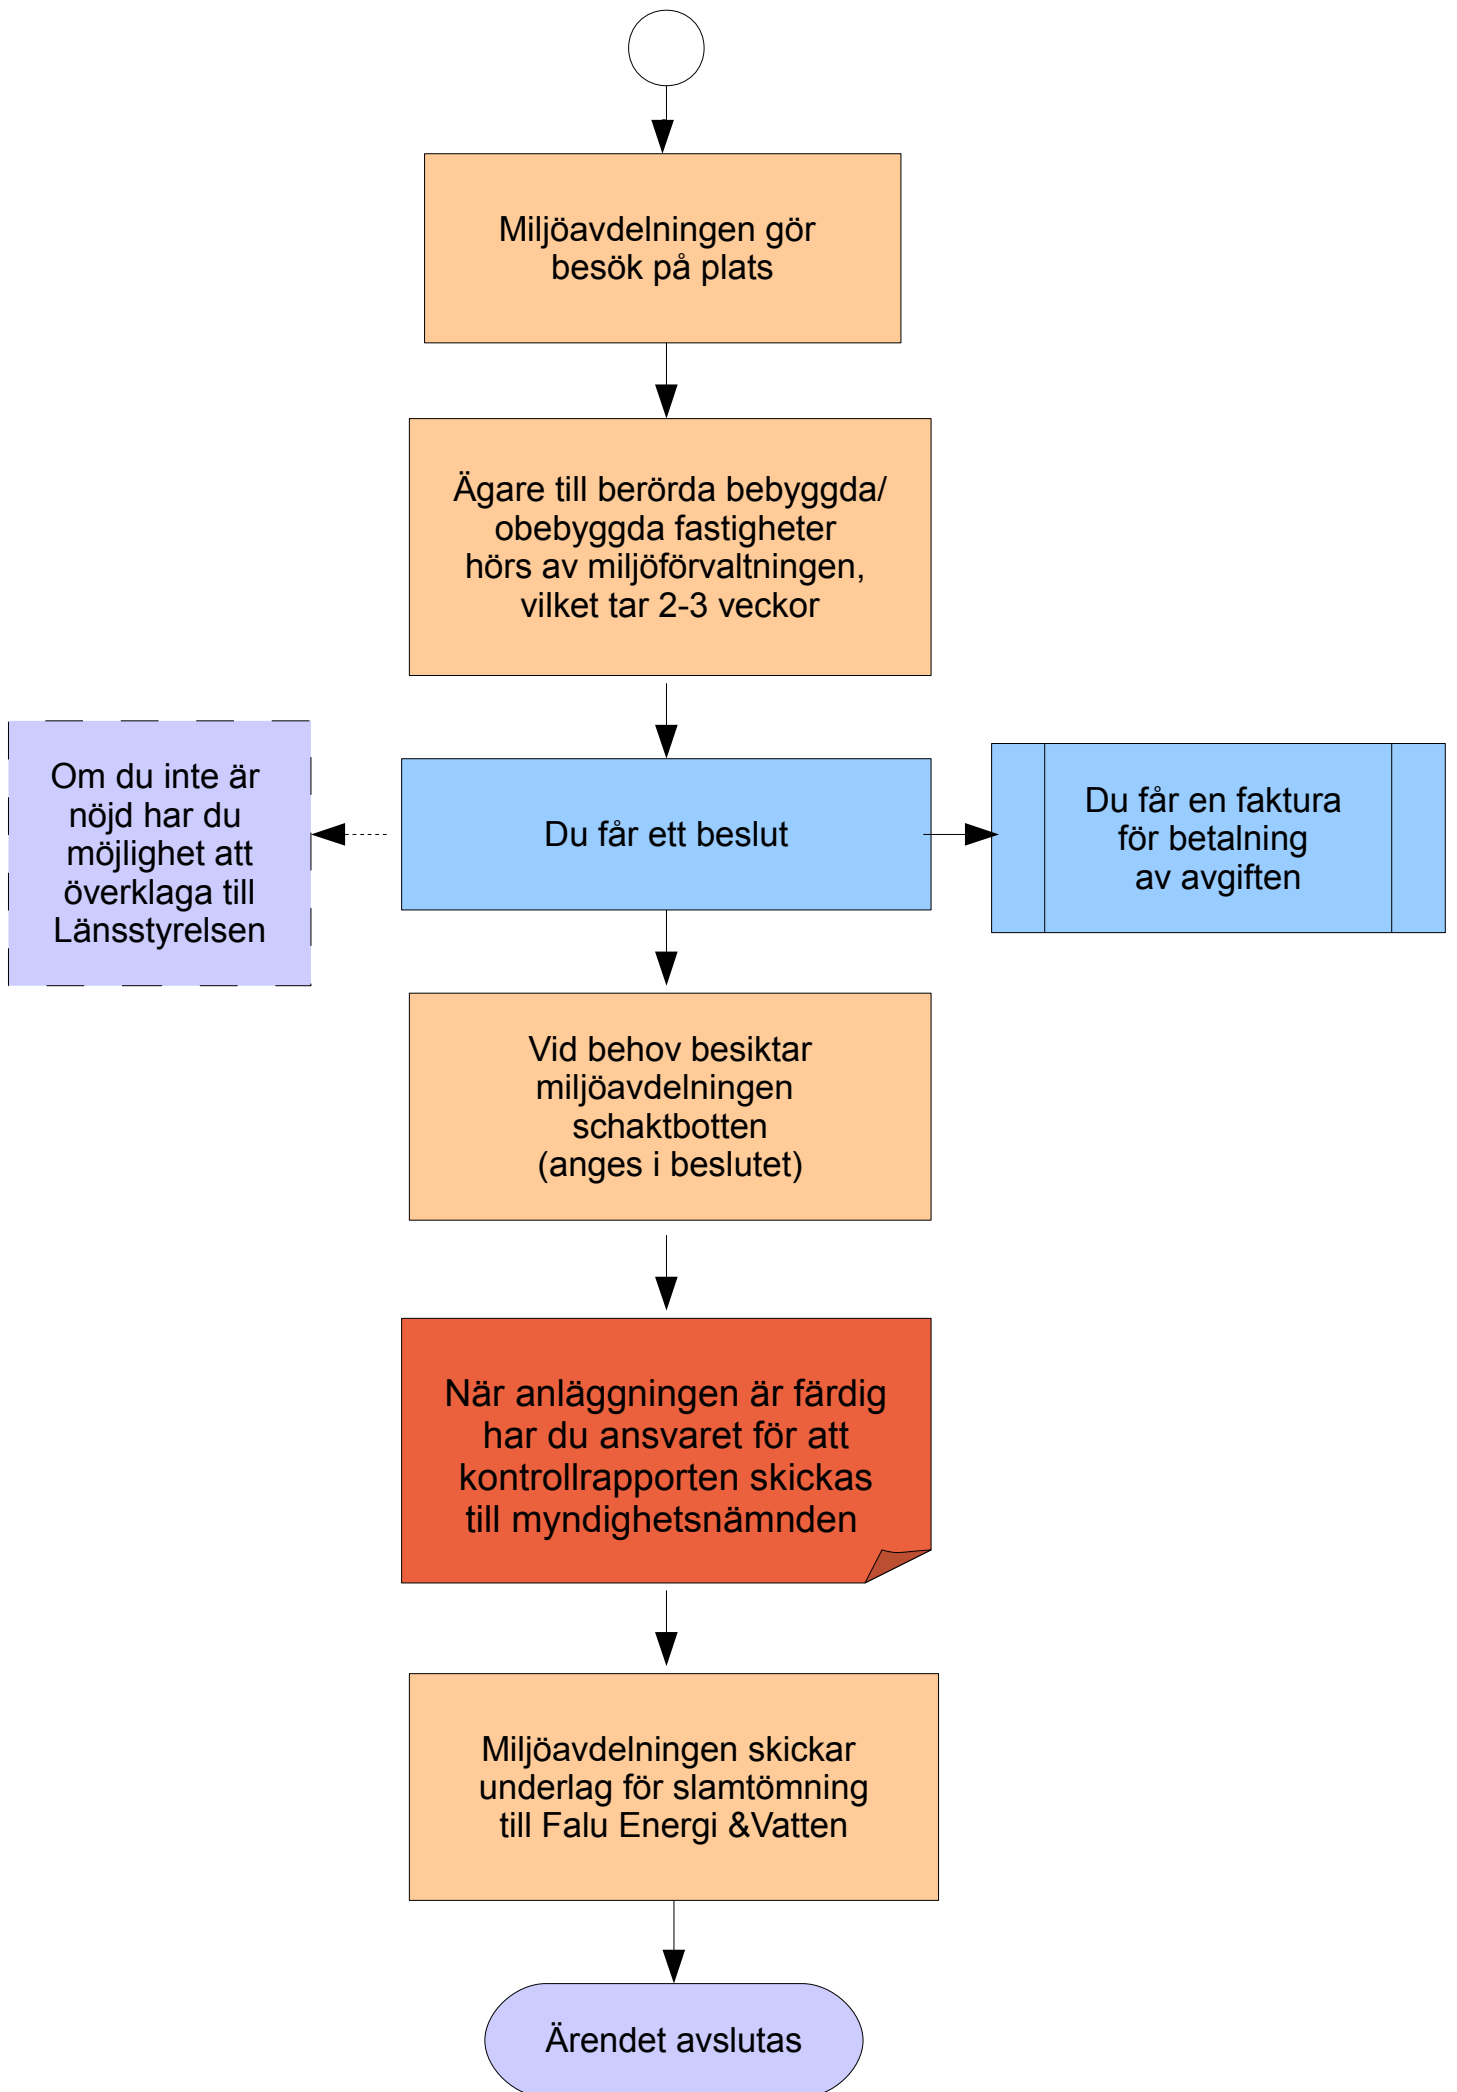 Miljöavdelningen gör
besök på plats
Ägare till berörda bebyggda/
obebyggda fastigheter
hörs av miljöförvaltningen,
vilket tar 2-3 veckor
Om du inte är
nöjd har du
möjlighet att
överklaga till
Länsstyrelsen
Du får ett beslut
Du får en faktura
för betalning
av avgiften
Vid behov besiktar
miljöavdelningen
schaktbotten
(anges i beslutet)
När anläggningen är färdig
har du ansvaret för att
kontrollrapporten skickas
till myndighetsnämnden
Miljöavdelningen skickar
underlag för slamtömning
till Falu Energi &Vatten
Ärendet avslutas